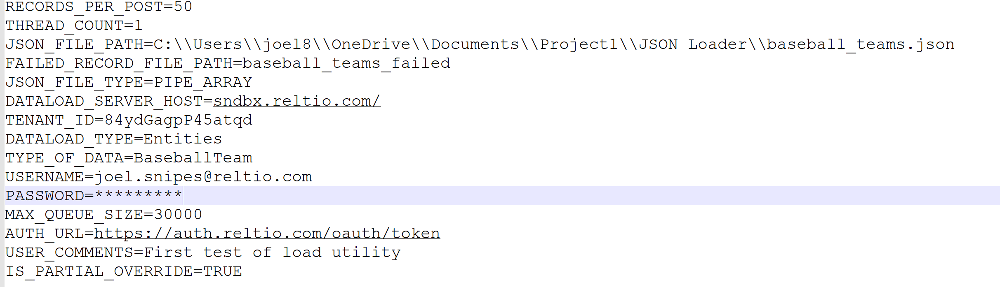 RECORDS_PER_POST=50
THREAD_COUNT=1
JSON_FILE_PATH=C:\\Users\\joel8\\OneDrive\\Documents\\Project1\\JSON Loader\\baseball_teams.json
FAILED_RECORD_FILE_PATH=baseball_teams_failed
JSON_FILE_TYPE=PIPE_ARRAY
DATALOAD_SERVER_HOST=sndbx.reltio.com/
TENANT_ID=84ydGagpP45atqd
DATALOAD_TYPE=Entities
TYPE_OF_DATA=BaseballTeam
USERNAME=joel.snipes@reltio.com
PASSWORD=*********
MAX_QUEUE_SIZE=30000
AUTH_URL=https://auth.reltio.com/oauth/token
USER_COMMENTS=First test of load utility
IS_PARTIAL_OVERRIDE=TRUE